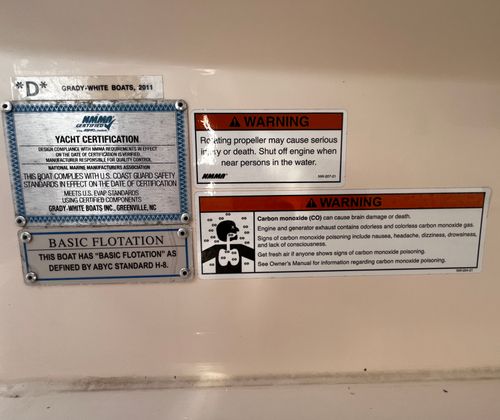 *D* GRADY-WHITE BOATS, 2011
NMMA
CERTIFIED
YACHT CERTIFICATION
DESIGN COMPLIANCE WITH NMMA REQUIREMENTS IN EFFECT
ON THE DATE OF CERTIFICATION IS VERIFIED.
MANUFACTURER RESPONSIBLE FOR QUALITY CONTROL.
NATIONAL MARINE MANUFACTURERS ASSOCIATION
THIS BOAT COMPLIES WITH U.S. COAST GUARD SAFETY
STANDARDS IN EFFECT ON THE DATE OF CERTIFICATION
MEETS U.S. EVAP STANDARDS
USING CERTIFIED COMPONENTS
GRADY-WHITE BOATS INC., GREENVILLE, NC
BASIC FLOTATION
THIS BOAT HAS "BASIC FLOTATION" AS
DEFINED BY ABYC STANDARD H-8.
WARNING
Rotating propeller may cause serious
injury or death. Shut off engine when
near persons in the water.
NMMA
WARNING
Carbon monoxide (CO) can cause brain damage or death.
Engine and generator exhaust contains odorless and colorless carbon monoxide gas.
Signs of carbon monoxide poisoning include nausea, headache, dizziness, drowsiness,
and lack of consciousness.
Get fresh air if anyone shows signs of carbon monoxide poisoning.
See Owner's Manual for information regarding carbon monoxide poisoning.